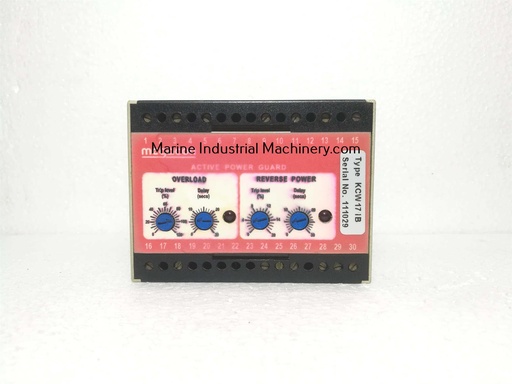 1 2 3 4 5 6 7 8 9 10 11 12 13 14 15
Marine Industrial Machinery.com
ACTIVE POWER GUARD
OVERLOAD
REVERSE POWER
Trip level (%)
Delay (secs)
Trip level (%)
Delay (secs)
Type KCW17 iB
Serial No. 111029
16 17 18 19 20 21 22 23 24 25 26 27 28 29 30